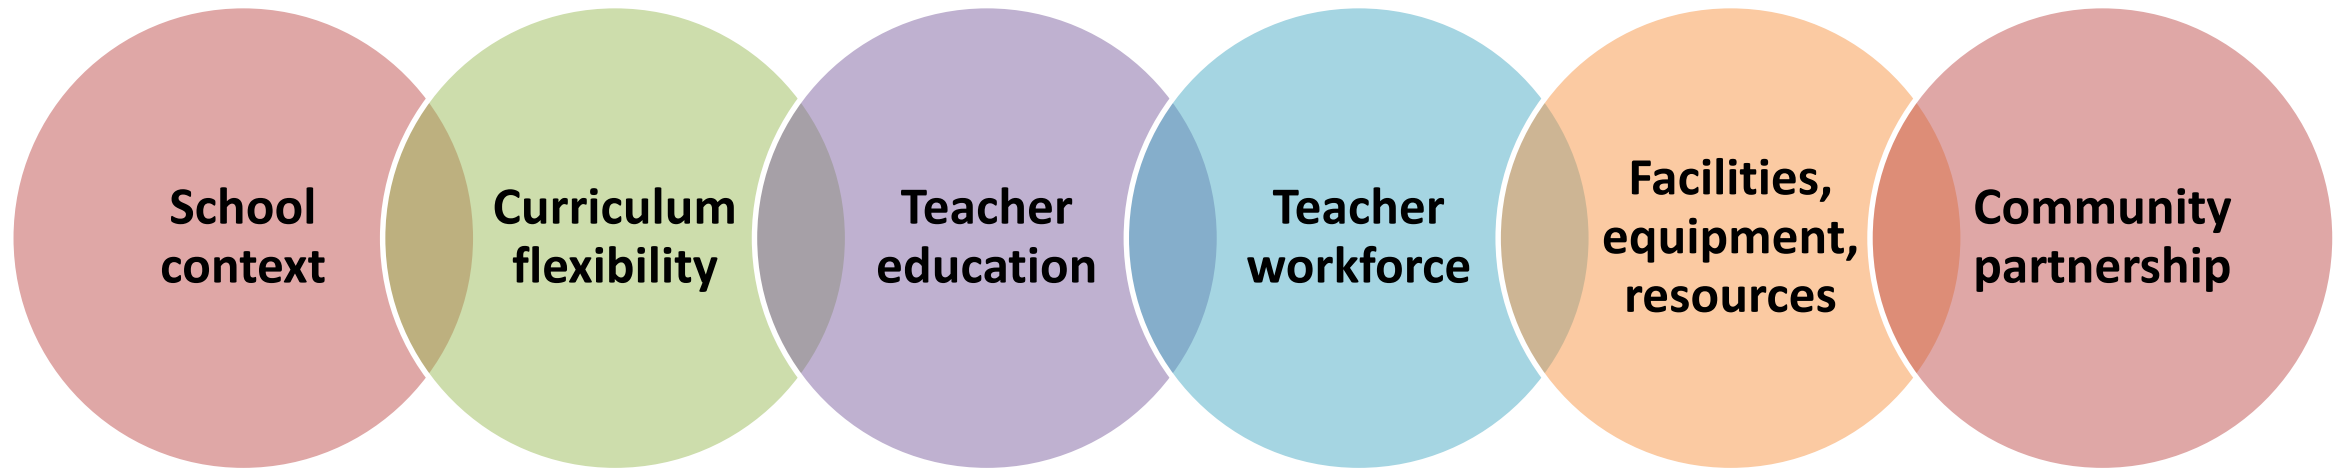 School
context
Curriculum
flexibility
Teacher
education
Teacher
workforce
Facilities,
equipment,
resources
Community
partnership